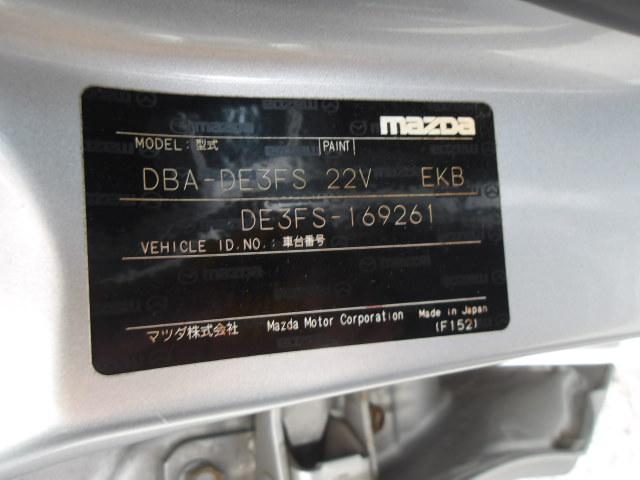 mazda
MODEL: 型式 PAINT
DBA-DE3FS 22V EKB
DE3FS-169261
VEHICLE ID.NO.: 車台番号
マツダ株式会社 Mazda Motor Corporation Made in Japan
(F152)